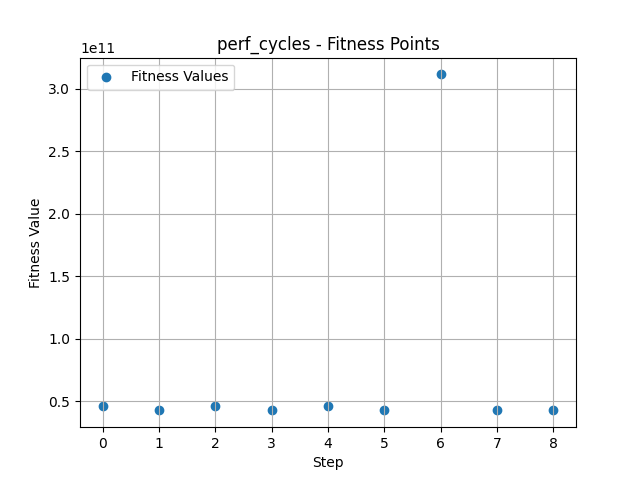 perf_cycles - Fitness Points
1e11
Fitness Values
3.0
2.5
2.0
1.5
1.0
0.5
Fitness Value
0 1 2 3 4 5 6 7 8
Step